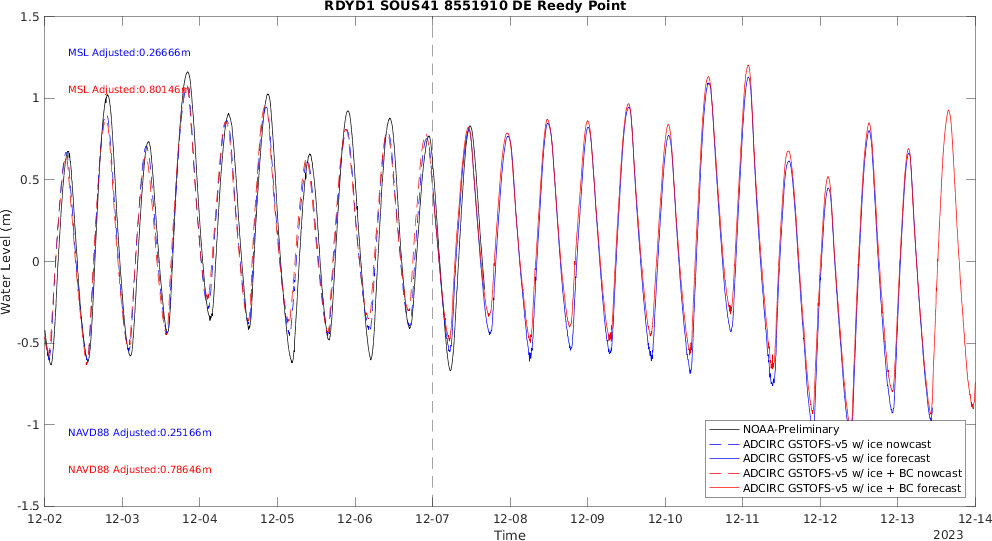 RDYD1 SOUS41 8551910 DE Reedy Point
1.5
MSL Adjusted:0.26666m
MSL Adjusted:0.80146m
1
0.5
Water Level (m)
0
-0.5
-1
NAVD88 Adjusted:0.25166m
NAVD88 Adjusted:0.78646m
NOAA-Preliminary
ADCIRC GSTOFS-v5 w/ ice nowcast
ADCIRC GSTOFS-v5 w/ ice forecast
ADCIRC GSTOFS-v5 w/ ice + BC nowcast
ADCIRC GSTOFS-v5 w/ ice + BC forecast
-1.5
12-02 12-03 12-04 12-05 12-06 12-07 12-08 12-09 12-10 12-11 12-12 12-13 12-14
Time
2023